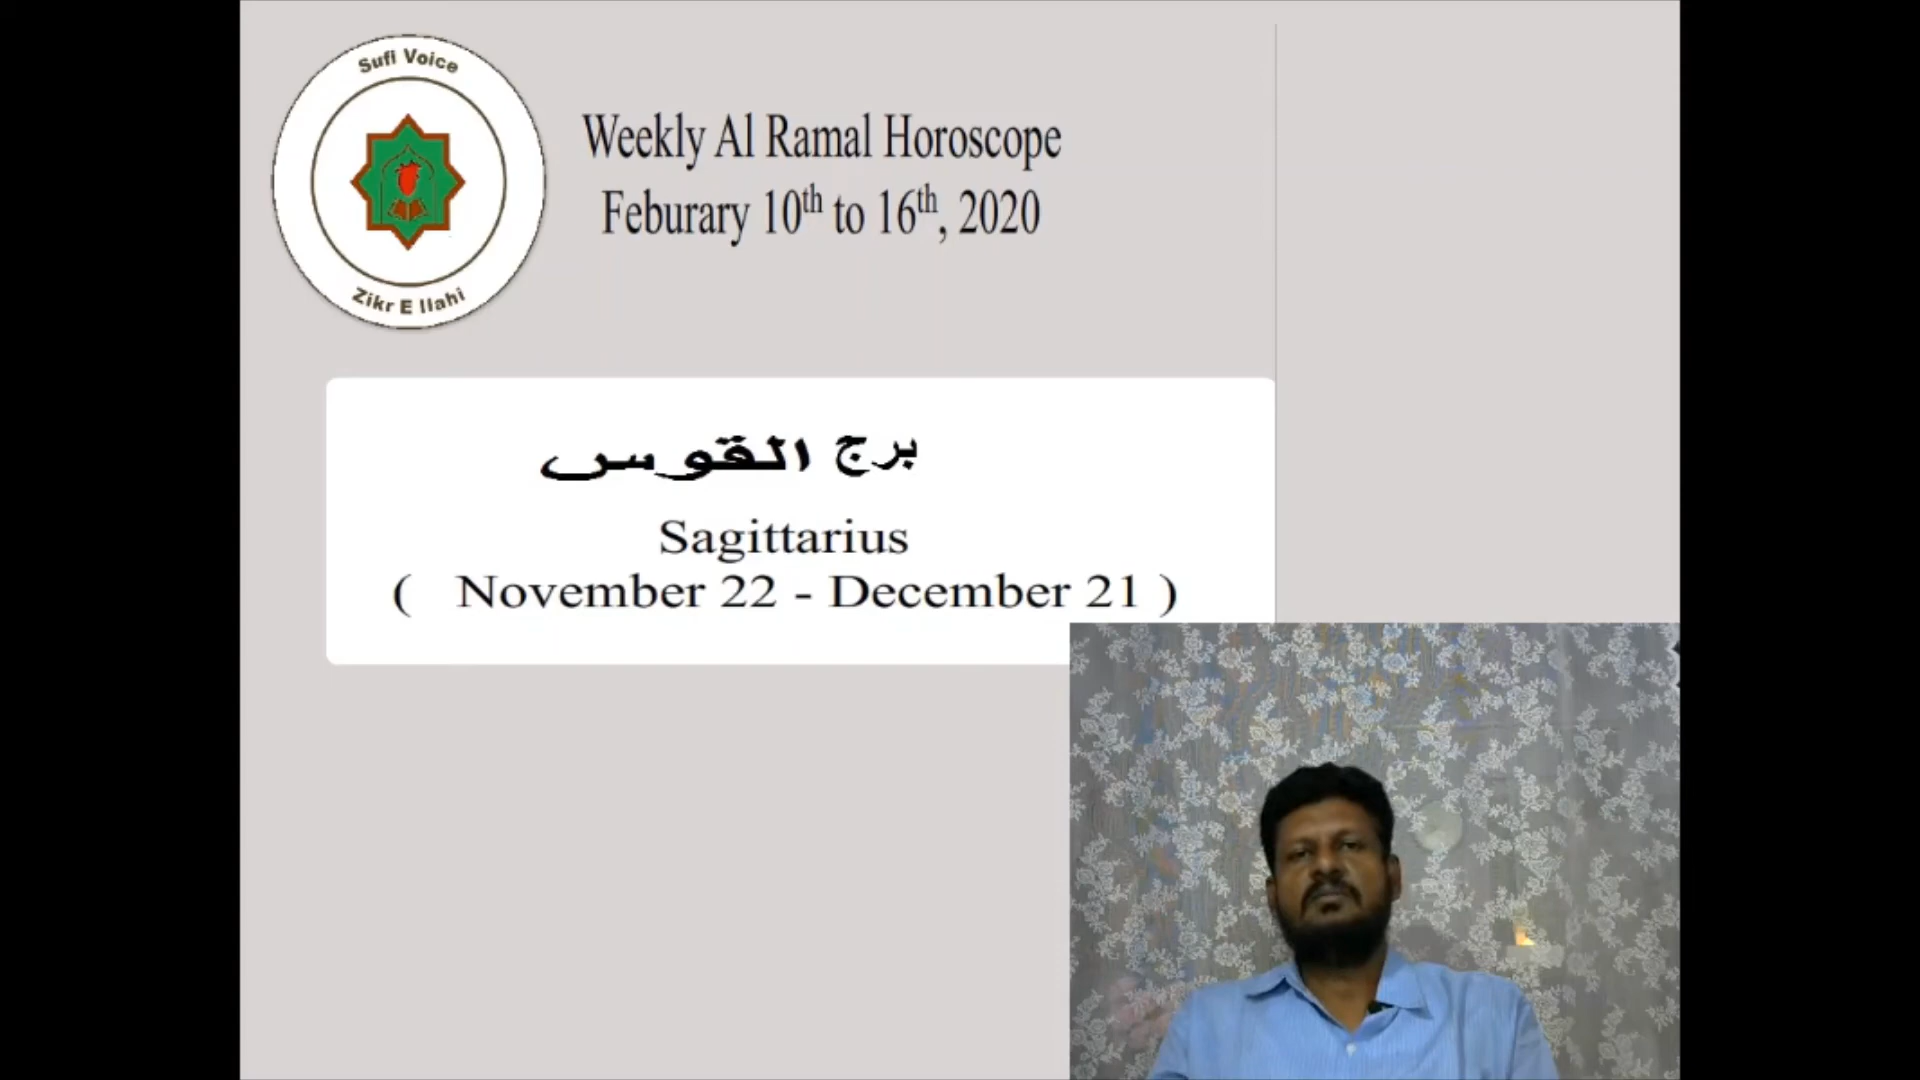 Sufi Voice
Zikr E Ilahi
Weekly Al Ramal Horoscope
Feburary 10th to 16th, 2020
برج القوس
Sagittarius
( November 22 - December 21 )